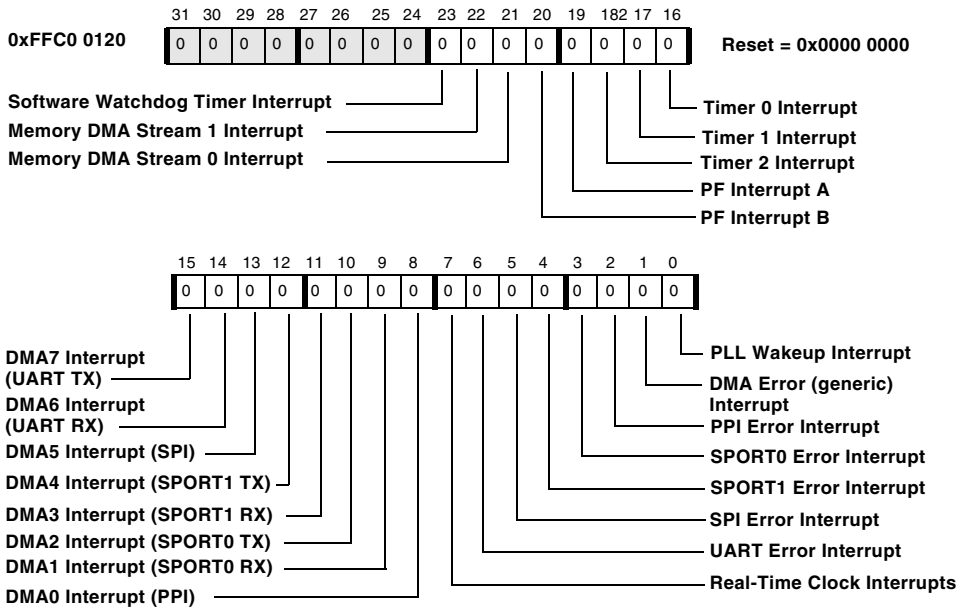 31 30 29 28 27 26 25 24 23 22 21 20 19 182 17 16
0xFFC0 0120
0 0 0 0 0 0 0 0 0 0 0 0 0 0 0 0
Reset = 0x0000 0000
Software Watchdog Timer Interrupt
Memory DMA Stream 1 Interrupt
Memory DMA Stream 0 Interrupt
Timer 0 Interrupt
Timer 1 Interrupt
Timer 2 Interrupt
PF Interrupt A
PF Interrupt B
15 14 13 12 11 10 9 8 7 6 5 4 3 2 1 0
0 0 0 0 0 0 0 0 0 0 0 0 0 0 0 0
DMA7 Interrupt
(UART TX)
DMA6 Interrupt
(UART RX)
DMA5 Interrupt (SPI)
DMA4 Interrupt (SPORT1 TX)
DMA3 Interrupt (SPORT1 RX)
DMA2 Interrupt (SPORT0 TX)
DMA1 Interrupt (SPORT0 RX)
DMA0 Interrupt (PPI)
PLL Wakeup Interrupt
DMA Error (generic)
Interrupt
PPI Error Interrupt
SPORT0 Error Interrupt
SPORT1 Error Interrupt
SPI Error Interrupt
UART Error Interrupt
Real-Time Clock Interrupts